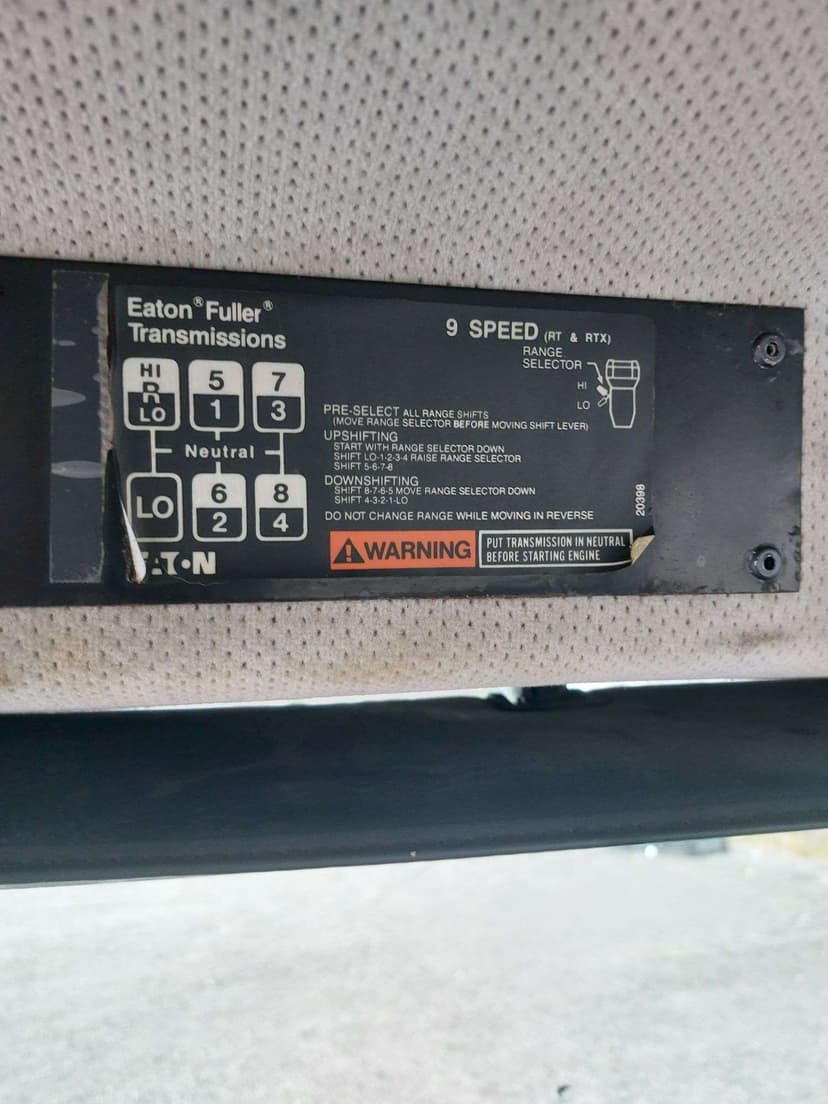 Eaton® Fuller®
Transmissions
9 SPEED (RT & RTX)
RANGE
SELECTOR
HI
LO
HI
R
LO
5
1
7
3
Neutral
LO
6
2
8
4
PRE-SELECT ALL RANGE SHIFTS
(MOVE RANGE SELECTOR BEFORE MOVING SHIFT LEVER)
UPSHIFTING
START WITH RANGE SELECTOR DOWN
SHIFT LO-1-2-3-4 RAISE RANGE SELECTOR
SHIFT 5-6-7-8
DOWNSHIFTING
SHIFT 8-7-6-5 MOVE RANGE SELECTOR DOWN
SHIFT 4-3-2-1-LO
DO NOT CHANGE RANGE WHILE MOVING IN REVERSE
20398
WARNING
PUT TRANSMISSION IN NEUTRAL
BEFORE STARTING ENGINE
EAT•N